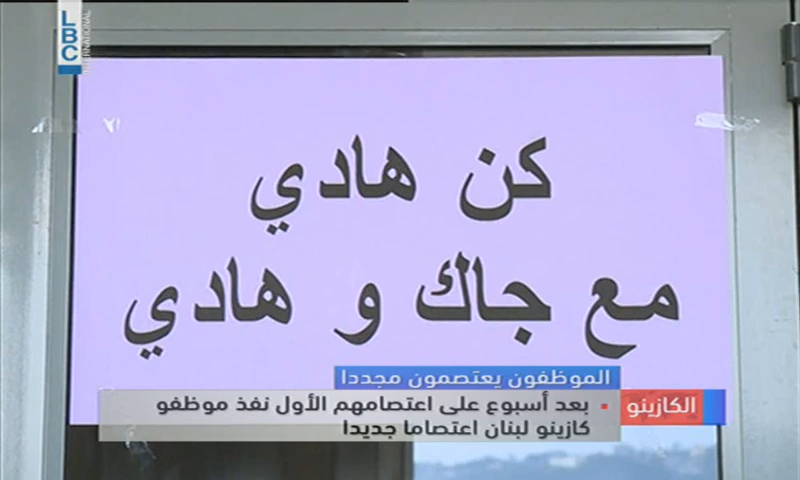 LBC
INTERNATIONAL
كن هادي
مع جاك و هادي
الموظفون يعتصمون مجددا
الكازينو
بعد أسبوع على اعتصامهم الأول نفذ موظفو
كازينو لبنان اعتصاما جديدا